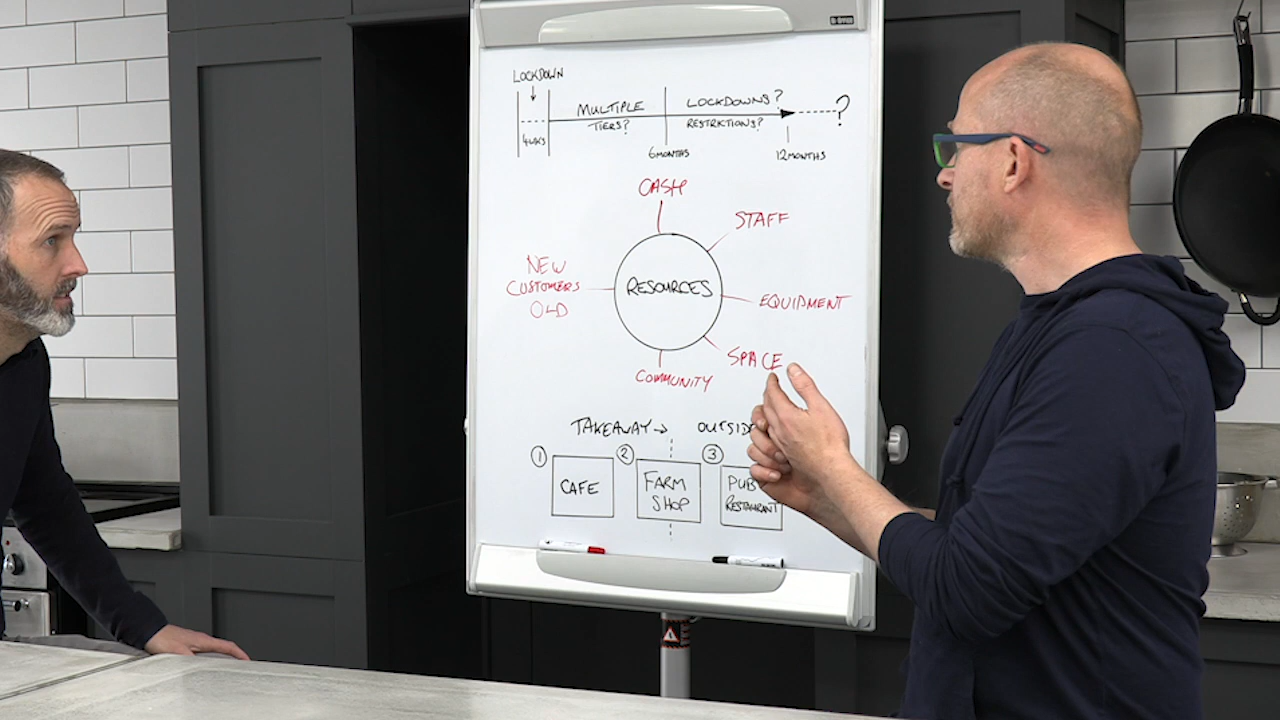 LOCKDOWN
MULTIPLE
TIERS?
LOCKDOWNS?
RESTRICTIONS?
?
4WKS
6MONTHS
12MONTHS
CASH
STAFF
NEW
CUSTOMERS
OLD
RESOURCES
EQUIPMENT
SPACE
COMMUNITY
TAKEAWAY →
1
CAFE
2
FARM
SHOP
3
PUB
RESTAURANT